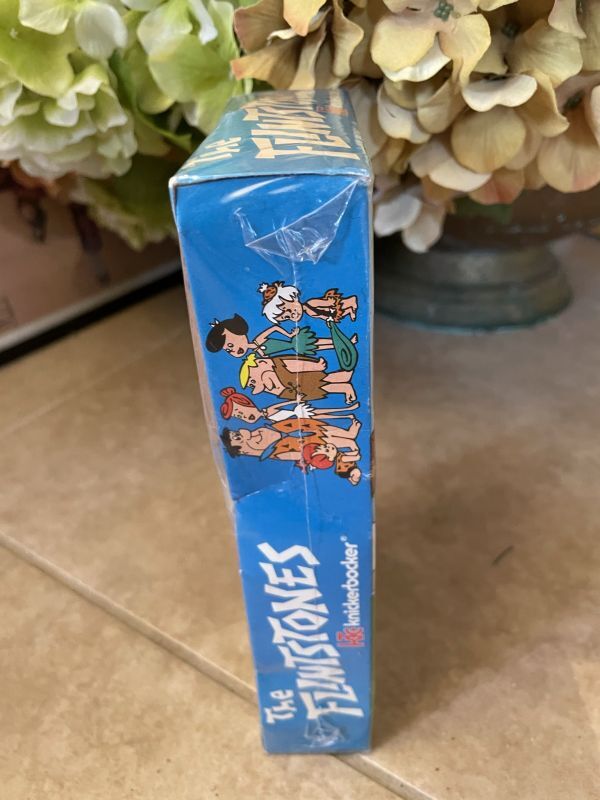 The
FLINTSTONES
The
FLINTSTONES
knickerbocker®